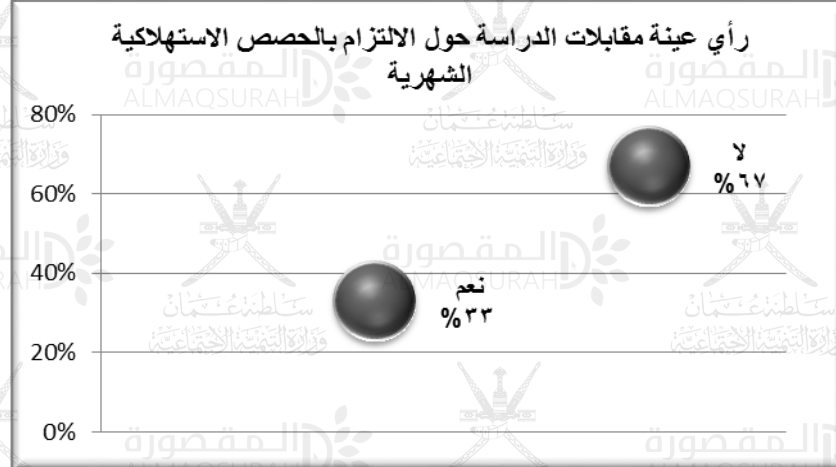 رأي عينة مقابلات الدراسة حول الالتزام بالحصص الاستهلاكية
الشهرية
80%
60%
40%
20%
0%
لا
%٦٧
نعم
%٣٣
المقصورة
ALMAQSURAH
سلطنة عمان
وزارة التنمية الاجتماعية